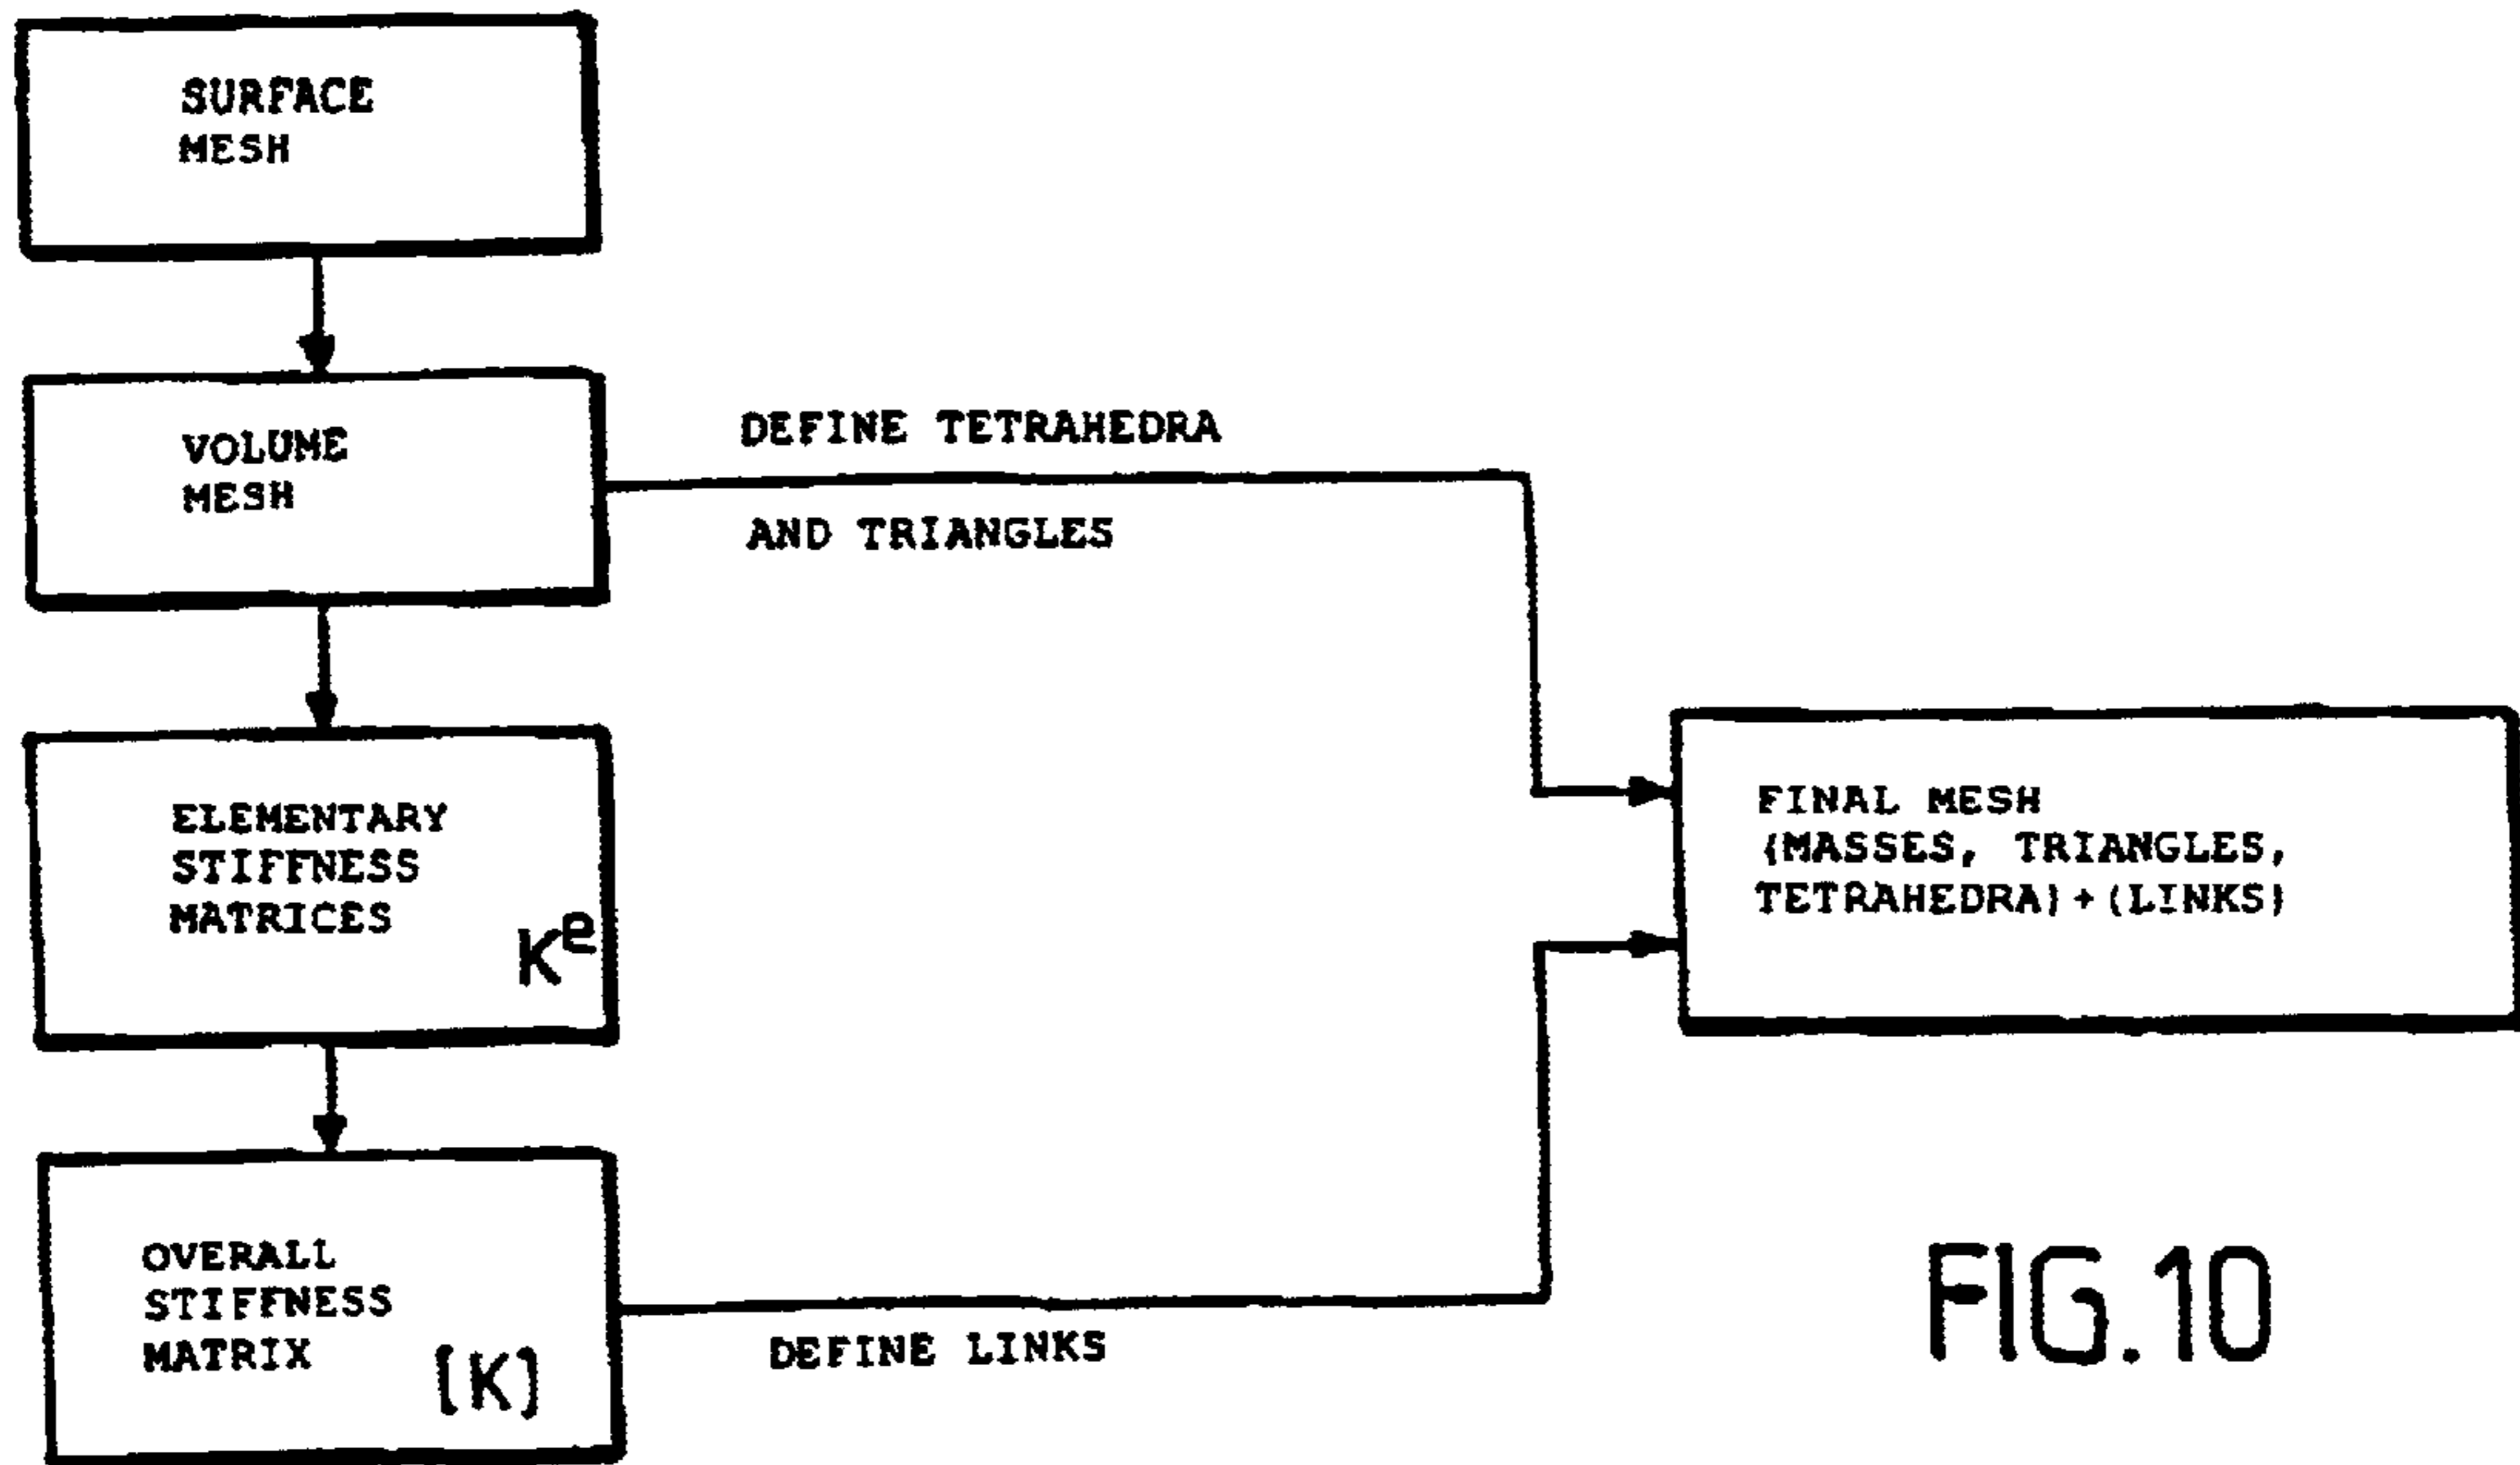 SURFACE
MESH
VOLUME
MESH
DEFINE TETRAHEDRA
AND TRIANGLES
ELEMENTARY
STIFFNESS
MATRICES
Kᵉ
FINAL MESH
(MASSES, TRIANGLES,
TETRAHEDRA)+(LINKS)
OVERALL
STIFFNESS
MATRIX
[K]
DEFINE LINKS
FIG.10